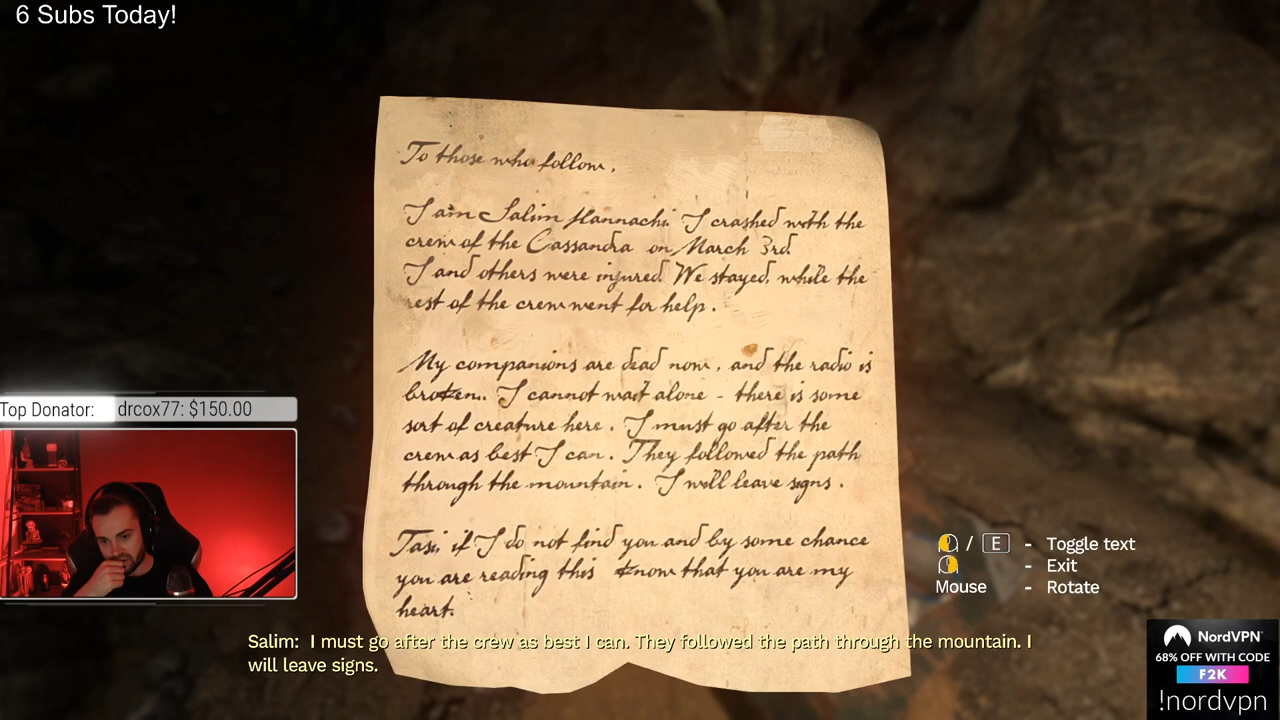 6 Subs Today!
To those who follow,
I am Salim Hannachi. I crashed with the
crew of the Cassandra on March 3rd.
I and others were injured. We stayed, while the
rest of the crew went for help.
My companions are dead now, and the radio is
broken. I cannot wait alone - there is some
sort of creature here. I must go after the
crew as best I can. They followed the path
through the mountain. I will leave signs.
Tasi, if I do not find you and by some chance
you are reading this know that you are my
heart.
Top Donator: drcox77: $150.00
/ E - Toggle text
- Exit
Mouse - Rotate
Salim: I must go after the crew as best I can. They followed the path through the mountain. I
will leave signs.
NordVPN
68% OFF WITH CODE
F2K
!nordvpn